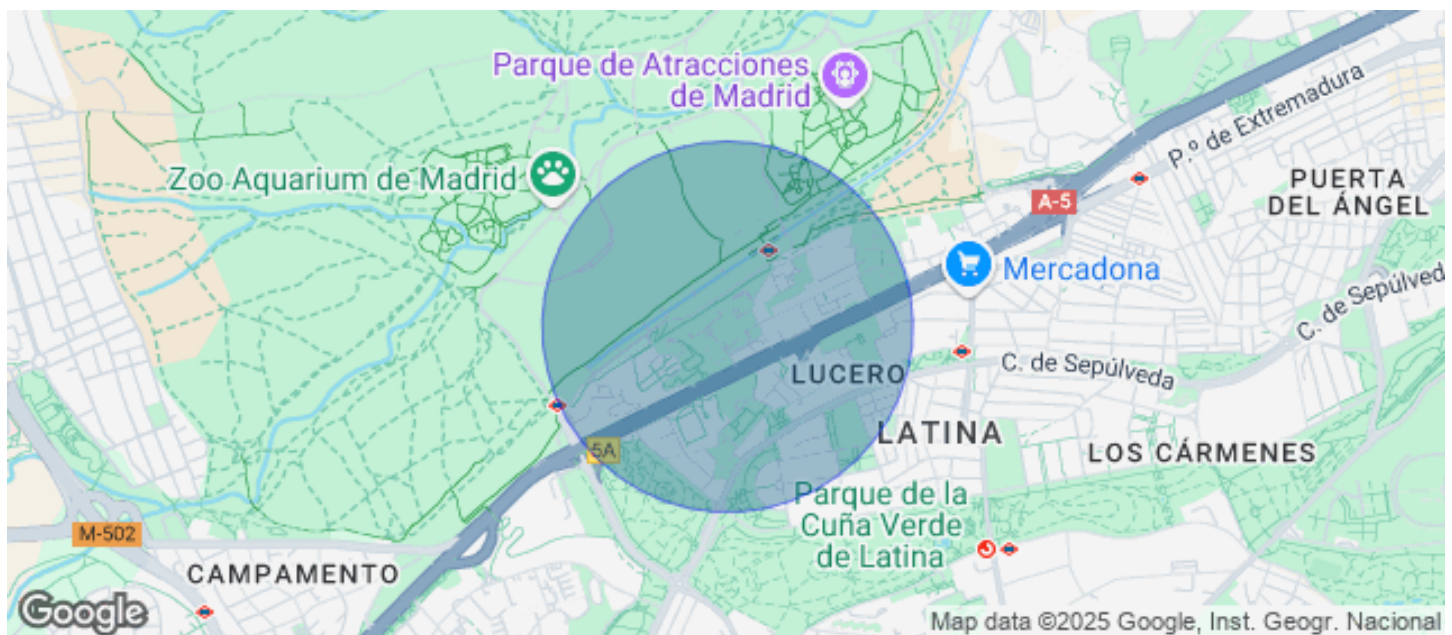 Parque de Atracciones
de Madrid
Zoo Aquarium de Madrid
P.º de Extremadura
A-5
PUERTA
DEL ÁNGEL
Mercadona
C. de Sepúlveda
LUCERO
C. de Sepúlveda
LATINA
5A
LOS CÁRMENES
Parque de la
Cuña Verde
de Latina
M-502
CAMPAMENTO
Google
Map data ©2025 Google, Inst. Geogr. Nacional